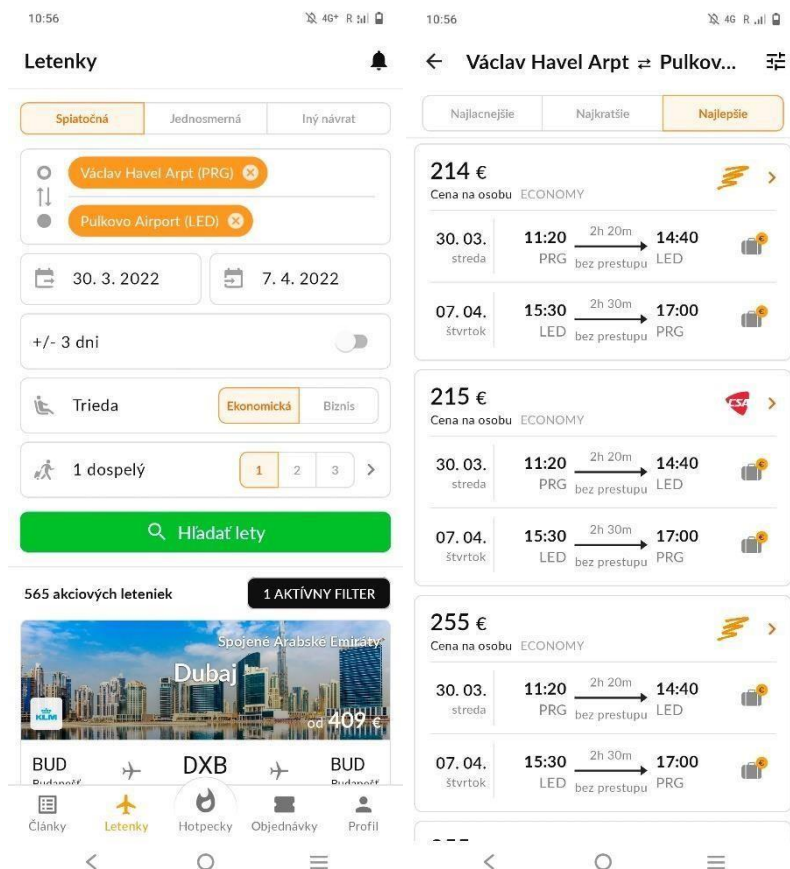 10:56
4G+ R
Letenky
Spiatočná Jednosmerná Iný návrat
Václav Havel Arpt (PRG)
Pulkovo Airport (LED)
30. 3. 2022 7. 4. 2022
+/- 3 dni
Trieda Ekonomická Biznis
1 dospelý 1 2 3
Hľadať lety
565 akciových leteniek 1 AKTÍVNY FILTER
Spojené Arabské Emiráty
Dubaj
KLM
od 409 €
BUD DXB BUD
Budapešť Budapešť
Články Letenky Hotpecky Objednávky Profil
10:56
4G R
Václav Havel Arpt ⇄ Pulkov...
Najlacnejšie Najkratšie Najlepšie
214 €
Cena na osobu ECONOMY
30. 03. 11:20 2h 20m 14:40
streda PRG bez prestupu LED
07. 04. 15:30 2h 30m 17:00
štvrtok LED bez prestupu PRG
215 €
CSA
Cena na osobu ECONOMY
30. 03. 11:20 2h 20m 14:40
streda PRG bez prestupu LED
07. 04. 15:30 2h 30m 17:00
štvrtok LED bez prestupu PRG
255 €
Cena na osobu ECONOMY
30. 03. 11:20 2h 20m 14:40
streda PRG bez prestupu LED
07. 04. 15:30 2h 30m 17:00
štvrtok LED bez prestupu PRG